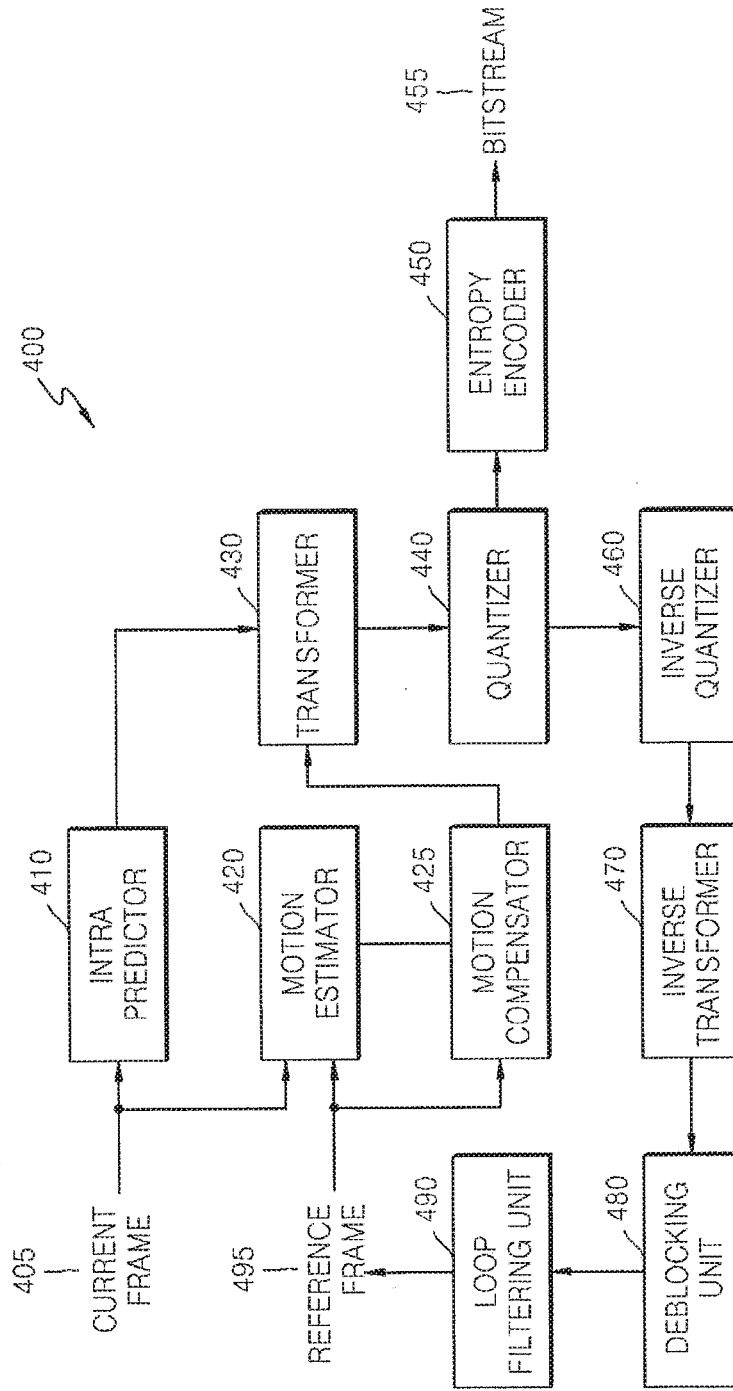 400
405
CURRENT
FRAME
410
INTRA
PREDICTOR
495
REFERENCE
FRAME
420
MOTION
ESTIMATOR
425
MOTION
COMPENSATOR
430
TRANSFORMER
440
QUANTIZER
450
ENTROPY
ENCODER
455
BITSTREAM
460
INVERSE
QUANTIZER
470
INVERSE
TRANSFORMER
480
DEBLOCKING
UNIT
490
LOOP
FILTERING UNIT